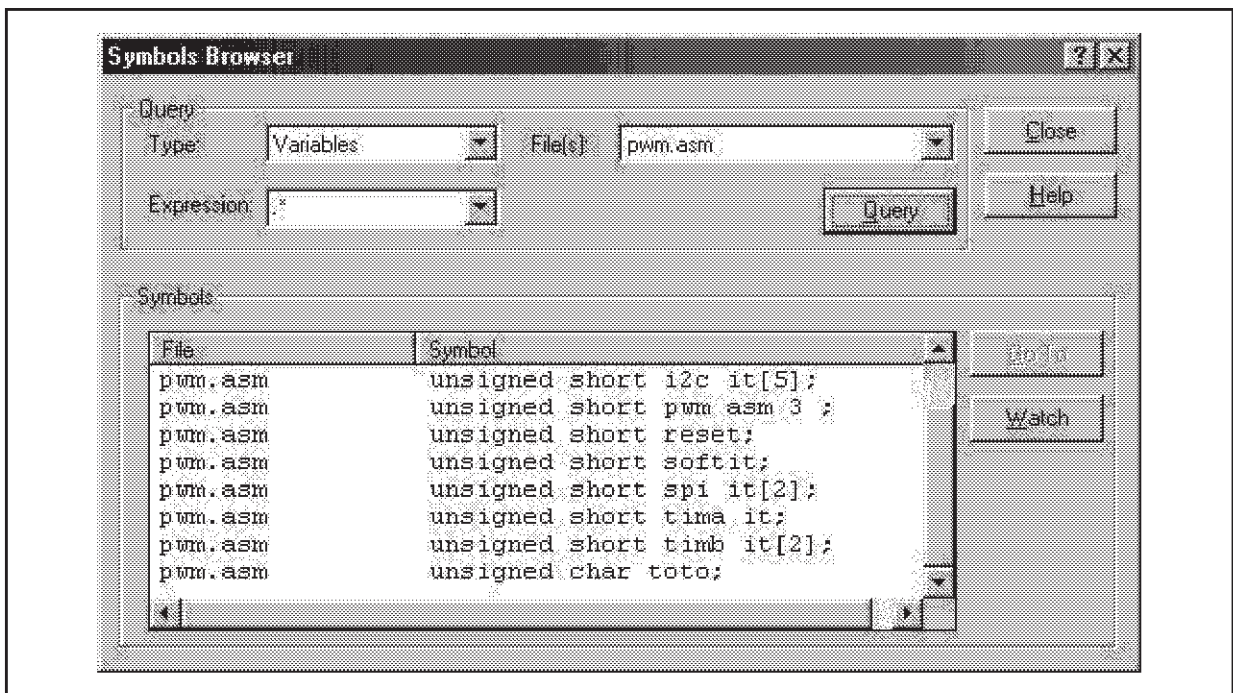 Symbols Browser
Query
Type: Variables File(s): pwm.asm Close
Expression: .* Query Help
Symbols
File Symbol Go To
pwm.asm unsigned short i2c it[5];
pwm.asm unsigned short pwm asm 3 ;
pwm.asm unsigned short reset; Watch
pwm.asm unsigned short softit;
pwm.asm unsigned short spi it[2];
pwm.asm unsigned short tima it;
pwm.asm unsigned short timb it[2];
pwm.asm unsigned char toto;